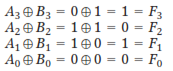 A₃ ⊕ B₃ = 0 ⊕ 1 = 1 = F₃
A₂ ⊕ B₂ = 1 ⊕ 1 = 0 = F₂
A₁ ⊕ B₁ = 1 ⊕ 0 = 1 = F₁
A₀ ⊕ B₀ = 0 ⊕ 0 = 0 = F₀